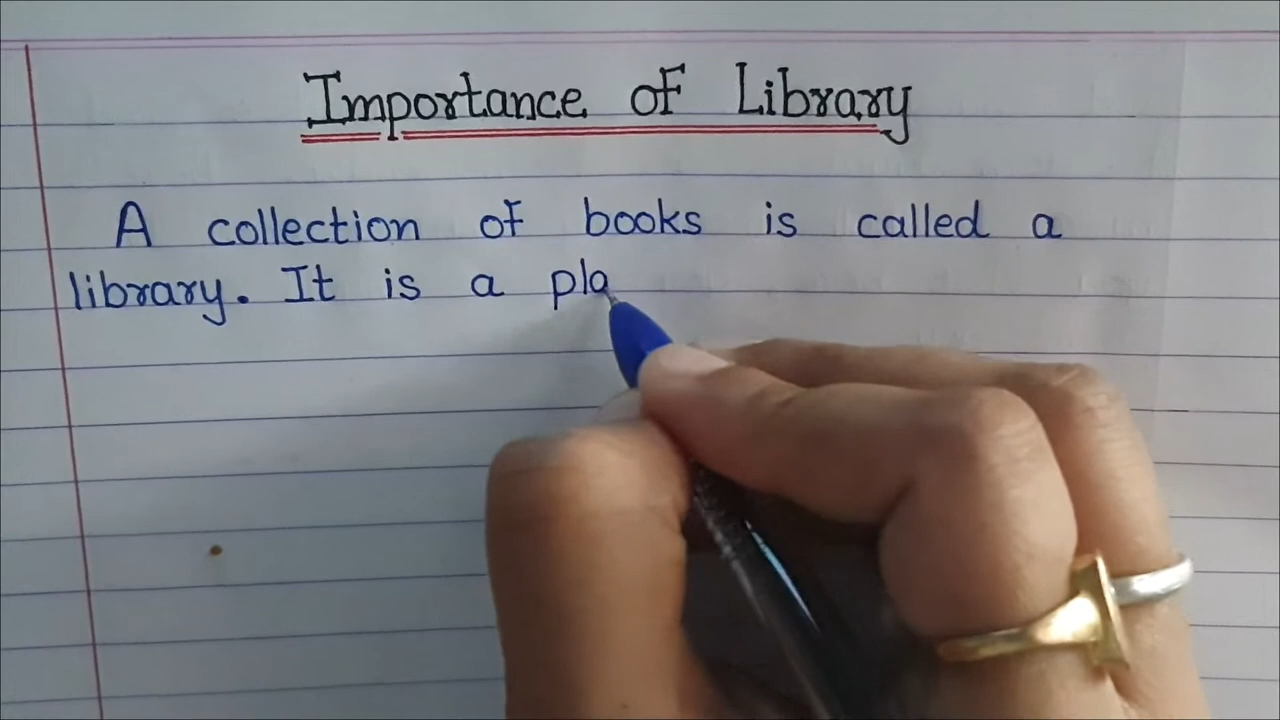 Importance of Library
A collection of books is called a
library. It is a pla